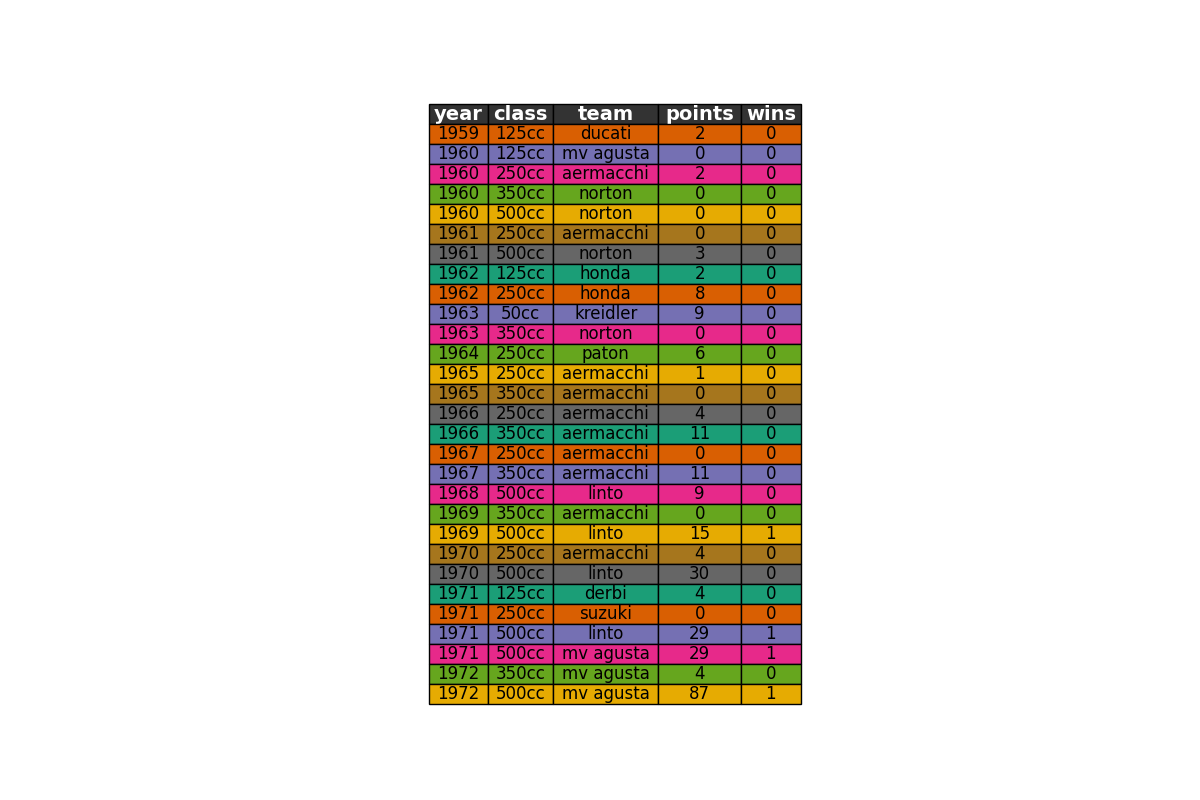 year class team points wins
1959 125cc ducati 2 0
1960 125cc mv agusta 0 0
1960 250cc aermacchi 2 0
1960 350cc norton 0 0
1960 500cc norton 0 0
1961 250cc aermacchi 0 0
1961 500cc norton 3 0
1962 125cc honda 2 0
1962 250cc honda 8 0
1963 50cc kreidler 9 0
1963 350cc norton 0 0
1964 250cc paton 6 0
1965 250cc aermacchi 1 0
1965 350cc aermacchi 0 0
1966 250cc aermacchi 4 0
1966 350cc aermacchi 11 0
1967 250cc aermacchi 0 0
1967 350cc aermacchi 11 0
1968 500cc linto 9 0
1969 350cc aermacchi 0 0
1969 500cc linto 15 1
1970 250cc aermacchi 4 0
1970 500cc linto 30 0
1971 125cc derbi 4 0
1971 250cc suzuki 0 0
1971 500cc linto 29 1
1971 500cc mv agusta 29 1
1972 350cc mv agusta 4 0
1972 500cc mv agusta 87 1